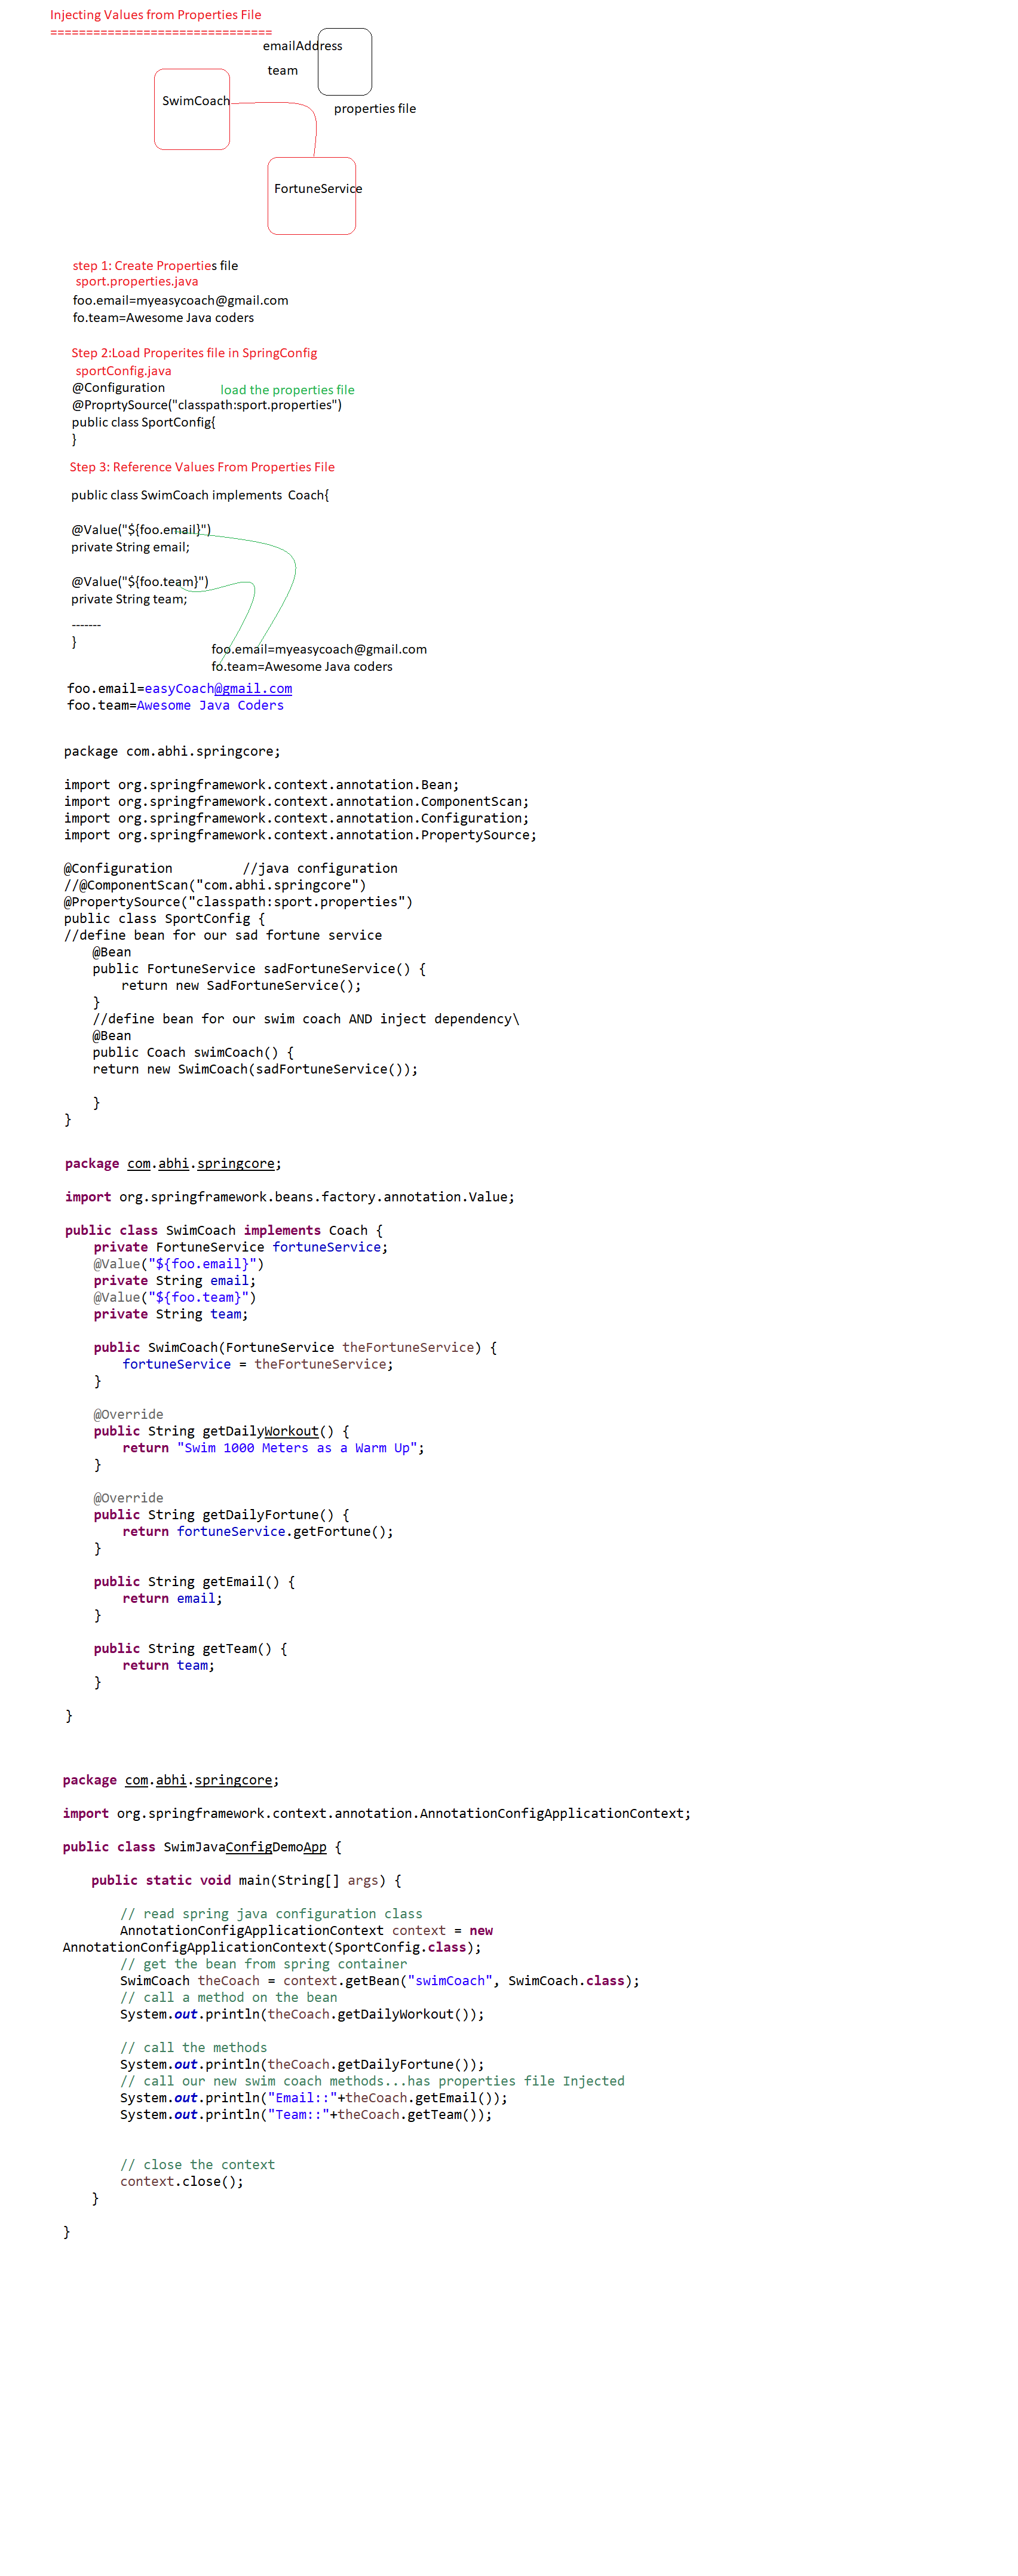 Injecting Values from Properties File
===============================
emailAddress
team
SwimCoach
properties file
FortuneService
step 1: Create Properties file
sport.properties.java
foo.email=myeasycoach@gmail.com
fo.team=Awesome Java coders
Step 2:Load Properites file in SpringConfig
sportConfig.java
@Configuration
load the properties file
@ProprtySource("classpath:sport.properties")
public class SportConfig{
}
Step 3: Reference Values From Properties File
public class SwimCoach implements  Coach{
@Value("${foo.email}")
private String email;
@Value("${foo.team}")
private String team;
-------
}
foo.email=myeasycoach@gmail.com
fo.team=Awesome Java coders
foo.email=easyCoach@gmail.com
foo.team=Awesome Java Coders
package com.abhi.springcore;
import org.springframework.context.annotation.Bean;
import org.springframework.context.annotation.ComponentScan;
import org.springframework.context.annotation.Configuration;
import org.springframework.context.annotation.PropertySource;
@Configuration         //java configuration
//@ComponentScan("com.abhi.springcore")
@PropertySource("classpath:sport.properties")
public class SportConfig {
//define bean for our sad fortune service
@Bean
public FortuneService sadFortuneService() {
return new SadFortuneService();
}
//define bean for our swim coach AND inject dependency\
@Bean
public Coach swimCoach() {
return new SwimCoach(sadFortuneService());
}
}
package com.abhi.springcore;
import org.springframework.beans.factory.annotation.Value;
public class SwimCoach implements Coach {
private FortuneService fortuneService;
@Value("${foo.email}")
private String email;
@Value("${foo.team}")
private String team;
public SwimCoach(FortuneService theFortuneService) {
fortuneService = theFortuneService;
}
@Override
public String getDailyWorkout() {
return "Swim 1000 Meters as a Warm Up";
}
@Override
public String getDailyFortune() {
return fortuneService.getFortune();
}
public String getEmail() {
return email;
}
public String getTeam() {
return team;
}
}
package com.abhi.springcore;
import org.springframework.context.annotation.AnnotationConfigApplicationContext;
public class SwimJavaConfigDemoApp {
public static void main(String[] args) {
// read spring java configuration class
AnnotationConfigApplicationContext context = new
AnnotationConfigApplicationContext(SportConfig.class);
// get the bean from spring container
SwimCoach theCoach = context.getBean("swimCoach", SwimCoach.class);
// call a method on the bean
System.out.println(theCoach.getDailyWorkout());
// call the methods
System.out.println(theCoach.getDailyFortune());
// call our new swim coach methods...has properties file Injected
System.out.println("Email::"+theCoach.getEmail());
System.out.println("Team::"+theCoach.getTeam());
// close the context
context.close();
}
}